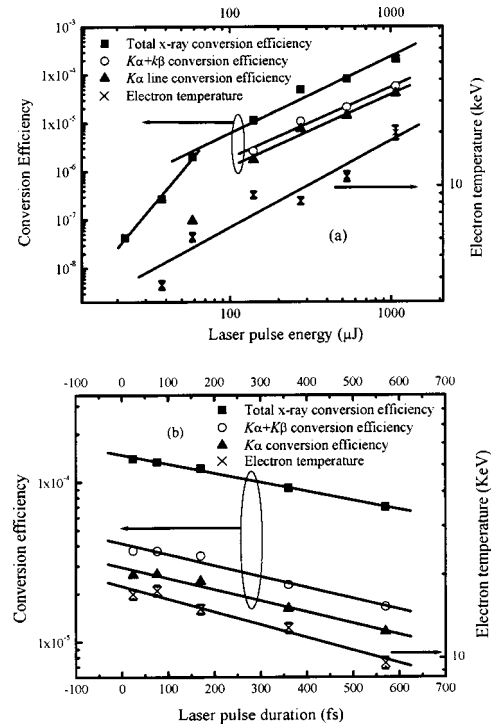 100 1000
1x10-3
1x10-4
1x10-5
1x10-6
10-7
10-8
Conversion Efficiency
Total x-ray conversion efficiency
Kα+kβ conversion efficiency
Kα line conversion efficiency
Electron temperature
(a)
10
Electron temperature (keV)
100 1000
Laser pulse energy (μJ)
-100 0 100 200 300 400 500 600 700
1x10-4
1x10-5
Conversion efficiency
(b)
Total x-ray conversion efficiency
Kα+Kβ conversion efficiency
Kα conversion efficiency
Electron temperature
10
Electron temperature (KeV)
-100 0 100 200 300 400 500 600 700
Laser pulse duration (fs)